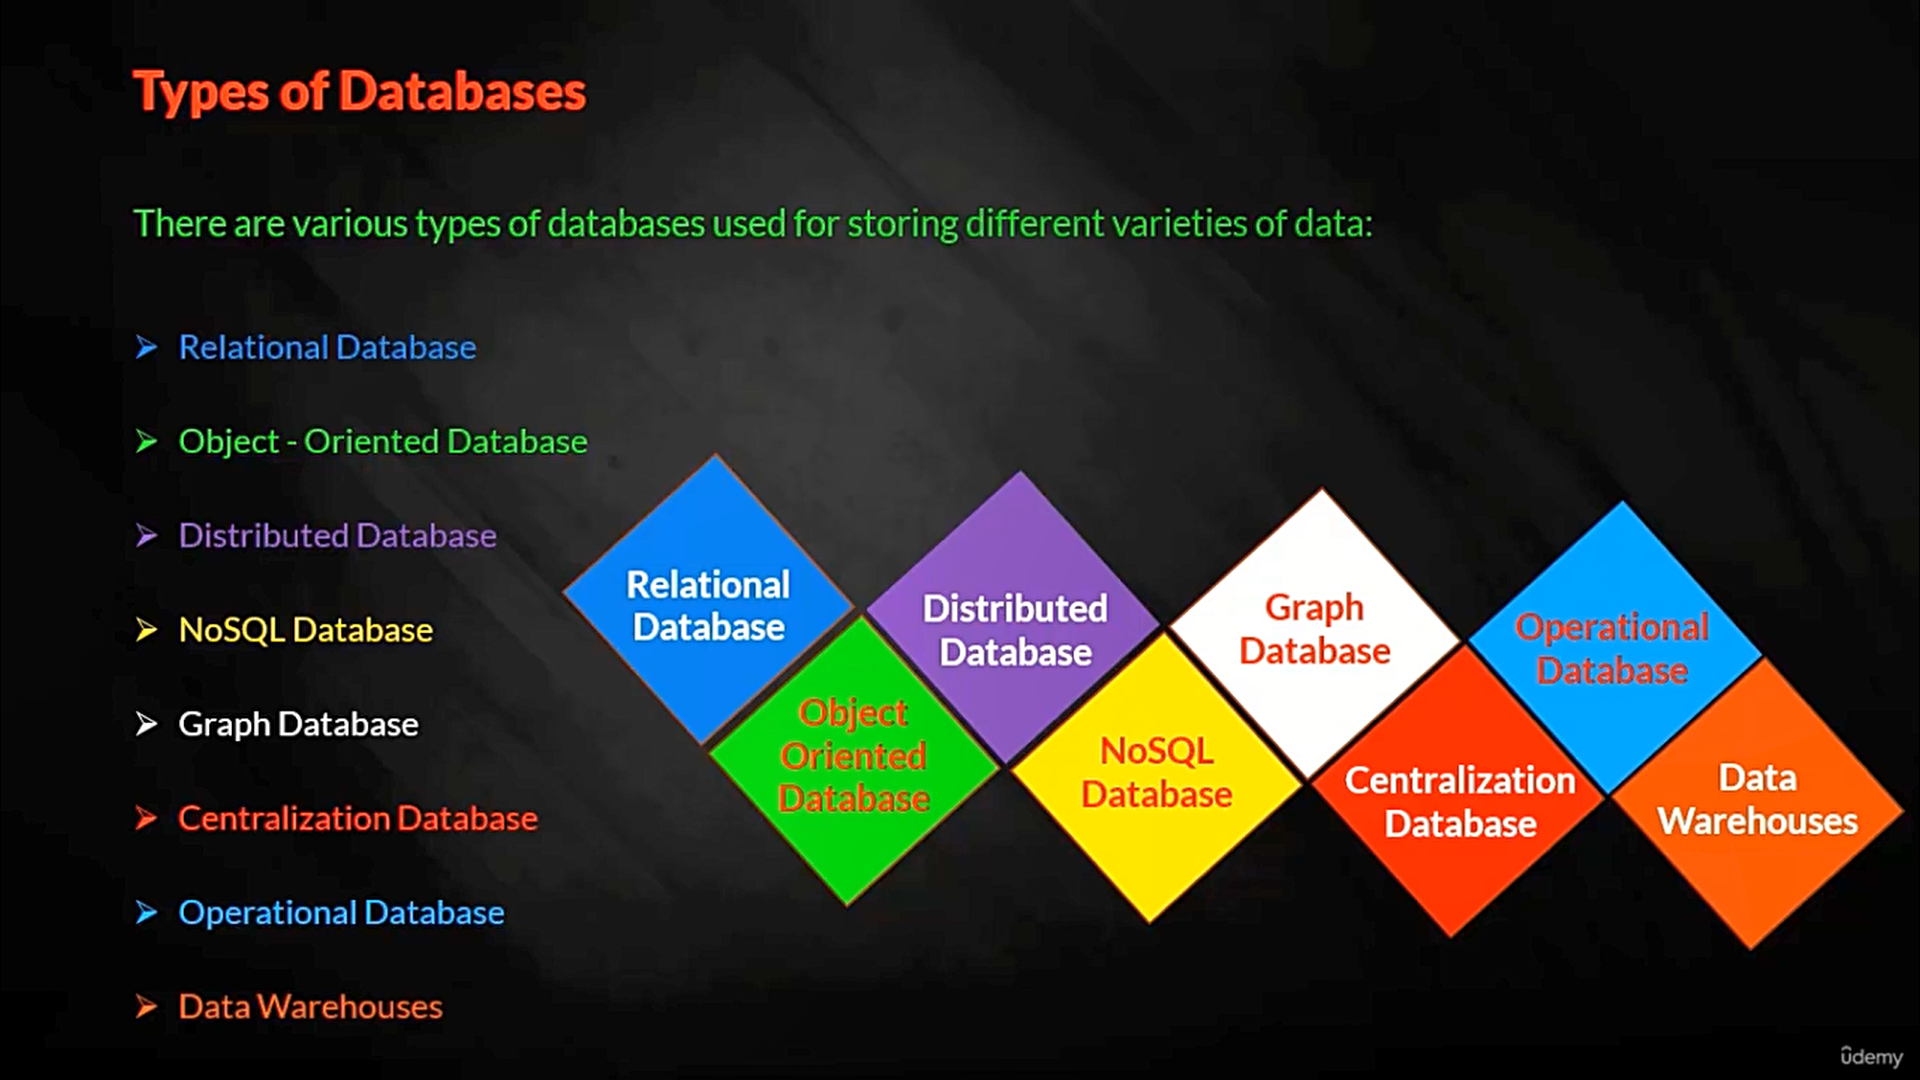 Types of Databases
There are various types of databases used for storing different varieties of data:
➢ Relational Database
➢ Object - Oriented Database
➢ Distributed Database
➢ NoSQL Database
➢ Graph Database
➢ Centralization Database
➢ Operational Database
➢ Data Warehouses
Relational
Database
Object
Oriented
Database
Distributed
Database
NoSQL
Database
Graph
Database
Centralization
Database
Operational
Database
Data
Warehouses
ûdemy